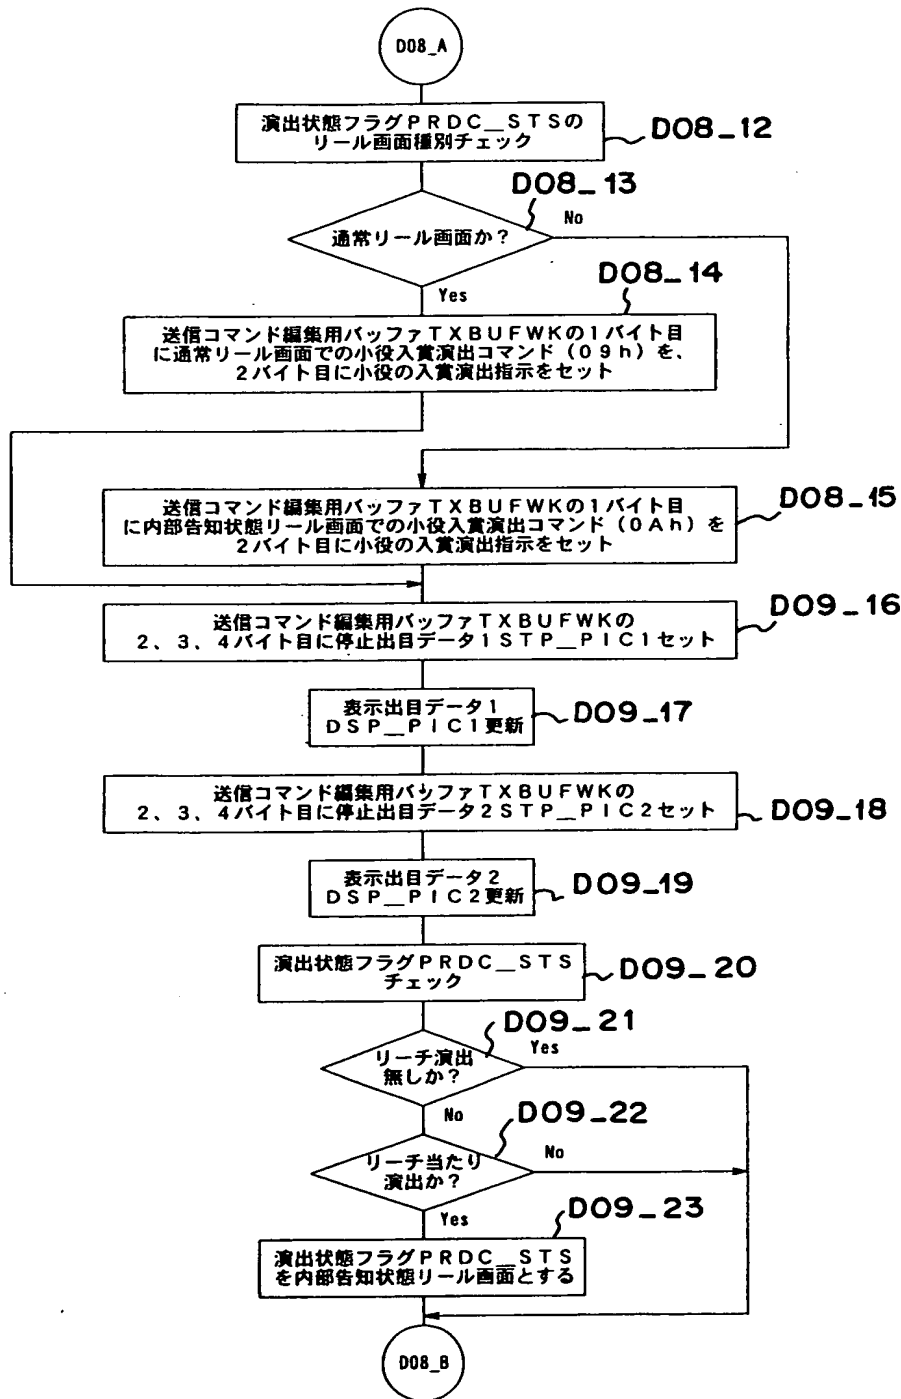 D08_A
演出状態フラグＰＲＤＣ＿ＳＴＳの
リール画面種別チェック
D08_12
D08_13
通常リール画面か？
No
Yes
D08_14
送信コマンド編集用バッファＴＸＢＵＦＷＫの１バイト目
に通常リール画面での小役入賞演出コマンド（０９ｈ）を、
２バイト目に小役の入賞演出指示をセット
送信コマンド編集用バッファＴＸＢＵＦＷＫの１バイト目
に内部告知状態リール画面での小役入賞演出コマンド（０Ａｈ）を
２バイト目に小役の入賞演出指示をセット
D08_15
送信コマンド編集用バッファＴＸＢＵＦＷＫの
２、３、４バイト目に停止出目データ１ＳＴＰ＿ＰＩＣ１セット
D09_16
表示出目データ１
ＤＳＰ＿ＰＩＣ１更新
D09_17
送信コマンド編集用バッファＴＸＢＵＦＷＫの
２、３、４バイト目に停止出目データ２ＳＴＰ＿ＰＩＣ２セット
D09_18
表示出目データ２
ＤＳＰ＿ＰＩＣ２更新
D09_19
演出状態フラグＰＲＤＣ＿ＳＴＳ
チェック
D09_20
D09_21
リーチ演出
無しか？
Yes
No
D09_22
リーチ当たり
演出か？
No
Yes
D09_23
演出状態フラグＰＲＤＣ＿ＳＴＳ
を内部告知状態リール画面とする
D08_B